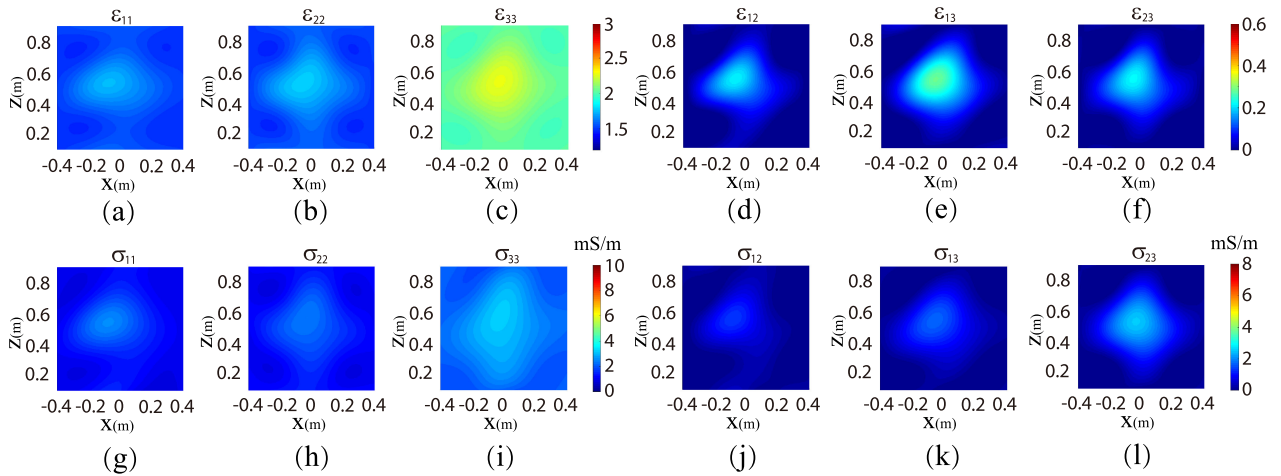 ε11 ε22 ε33 ε12 ε13 ε23
Z(m) 0.8 0.6 0.4 0.2 Z(m) 0.8 0.6 0.4 0.2 Z(m) 0.8 0.6 0.4 0.2 3 2.5 2 1.5 Z(m) 0.8 0.6 0.4 0.2 Z(m) 0.8 0.6 0.4 0.2 Z(m) 0.8 0.6 0.4 0.2 0.6 0.4 0.2 0
-0.4 -0.2 0 0.2 0.4 -0.4 -0.2 0 0.2 0.4 -0.4 -0.2 0 0.2 0.4 -0.4 -0.2 0 0.2 0.4 -0.4 -0.2 0 0.2 0.4 -0.4 -0.2 0 0.2 0.4
X(m) X(m) X(m) X(m) X(m) X(m)
(a) (b) (c) (d) (e) (f)
σ11 σ22 σ33 mS/m σ12 σ13 σ23 mS/m
Z(m) 0.8 0.6 0.4 0.2 Z(m) 0.8 0.6 0.4 0.2 Z(m) 0.8 0.6 0.4 0.2 10 8 6 4 2 0 Z(m) 0.8 0.6 0.4 0.2 Z(m) 0.8 0.6 0.4 0.2 Z(m) 0.8 0.6 0.4 0.2 8 6 4 2 0
-0.4 -0.2 0 0.2 0.4 -0.4 -0.2 0 0.2 0.4 -0.4 -0.2 0 0.2 0.4 -0.4 -0.2 0 0.2 0.4 -0.4 -0.2 0 0.2 0.4 -0.4 -0.2 0 0.2 0.4
X(m) X(m) X(m) X(m) X(m) X(m)
(g) (h) (i) (j) (k) (l)